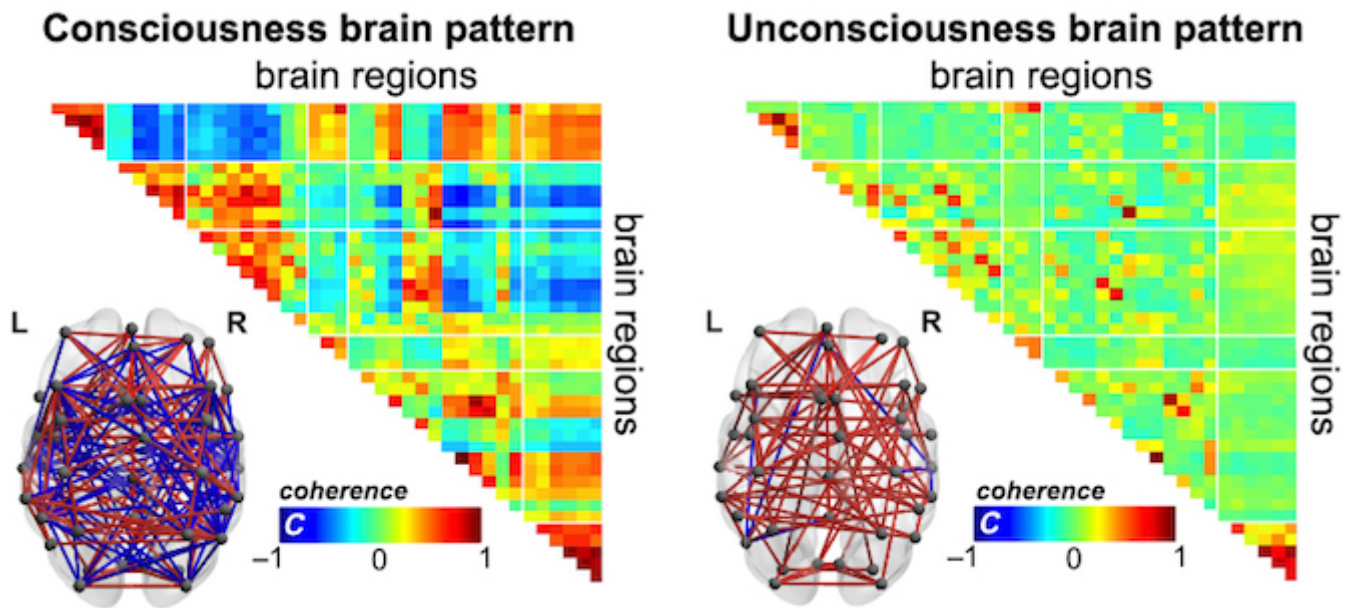 Consciousness brain pattern
brain regions
brain regions
L
R
coherence
C
−1
0
1
Unconsciousness brain pattern
brain regions
brain regions
L
R
coherence
C
−1
0
1